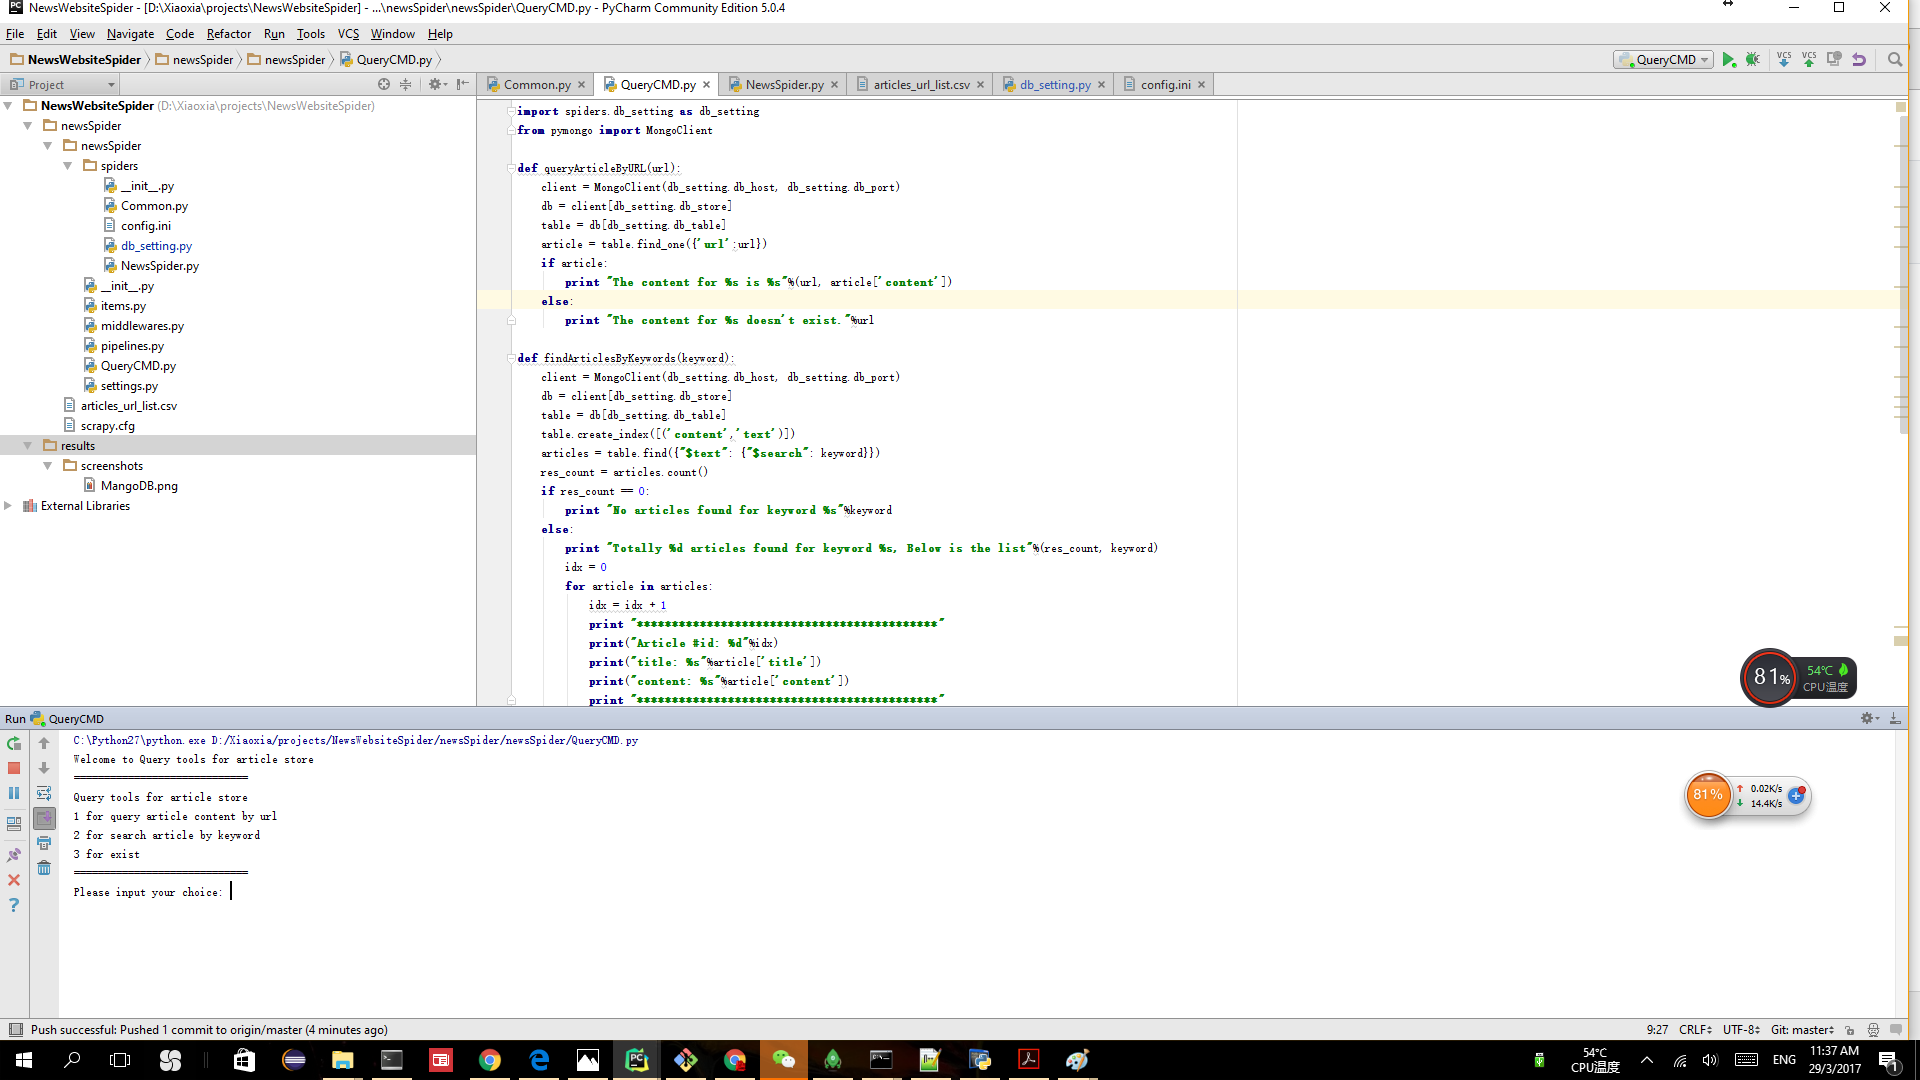 NewsWebsiteSpider - [D:\Xiaoxia\projects\NewsWebsiteSpider] - ...\newsSpider\newsSpider\QueryCMD.py - PyCharm Community Edition 5.0.4
File Edit View Navigate Code Refactor Run Tools VCS Window Help
NewsWebsiteSpider newsSpider newsSpider QueryCMD.py QueryCMD
Project
Common.py QueryCMD.py NewsSpider.py articles_url_list.csv db_setting.py config.ini
NewsWebsiteSpider (D:\Xiaoxia\projects\NewsWebsiteSpider)
newsSpider
newsSpider
spiders
__init__.py
Common.py
config.ini
db_setting.py
NewsSpider.py
__init__.py
items.py
middlewares.py
pipelines.py
QueryCMD.py
settings.py
articles_url_list.csv
scrapy.cfg
results
screenshots
MangoDB.png
External Libraries
import spiders.db_setting as db_setting
from pymongo import MongoClient
def queryArticleByURL(url):
client = MongoClient(db_setting.db_host, db_setting.db_port)
db = client[db_setting.db_store]
table = db[db_setting.db_table]
article = table.find_one({'url':url})
if article:
print "The content for %s is %s"%(url, article['content'])
else:
print "The content for %s doesn't exist."%url
def findArticlesByKeywords(keyword):
client = MongoClient(db_setting.db_host, db_setting.db_port)
db = client[db_setting.db_store]
table = db[db_setting.db_table]
table.create_index([('content','text')])
articles = table.find({"$text": {"$search": keyword}})
res_count = articles.count()
if res_count == 0:
print "No articles found for keyword %s"%keyword
else:
print "Totally %d articles found for keyword %s, Below is the list"%(res_count, keyword)
idx = 0
for article in articles:
idx = idx + 1
print "*******************************************"
print("Article #id: %d"%idx)
print("title: %s"%article['title'])
print("content: %s"%article['content'])
print "*******************************************"
81% 54℃
CPU温度
Run QueryCMD
C:\Python27\python.exe D:/Xiaoxia/projects/NewsWebsiteSpider/newsSpider/newsSpider/QueryCMD.py
Welcome to Query tools for article store
=============================
Query tools for article store
1 for query article content by url
2 for search article by keyword
3 for exist
=============================
Please input your choice:
81% 0.02K/s
14.4K/s
Push successful: Pushed 1 commit to origin/master (4 minutes ago) 9:27 CRLF UTF-8 Git: master
54℃
CPU温度
ENG
11:37 AM
29/3/2017
1